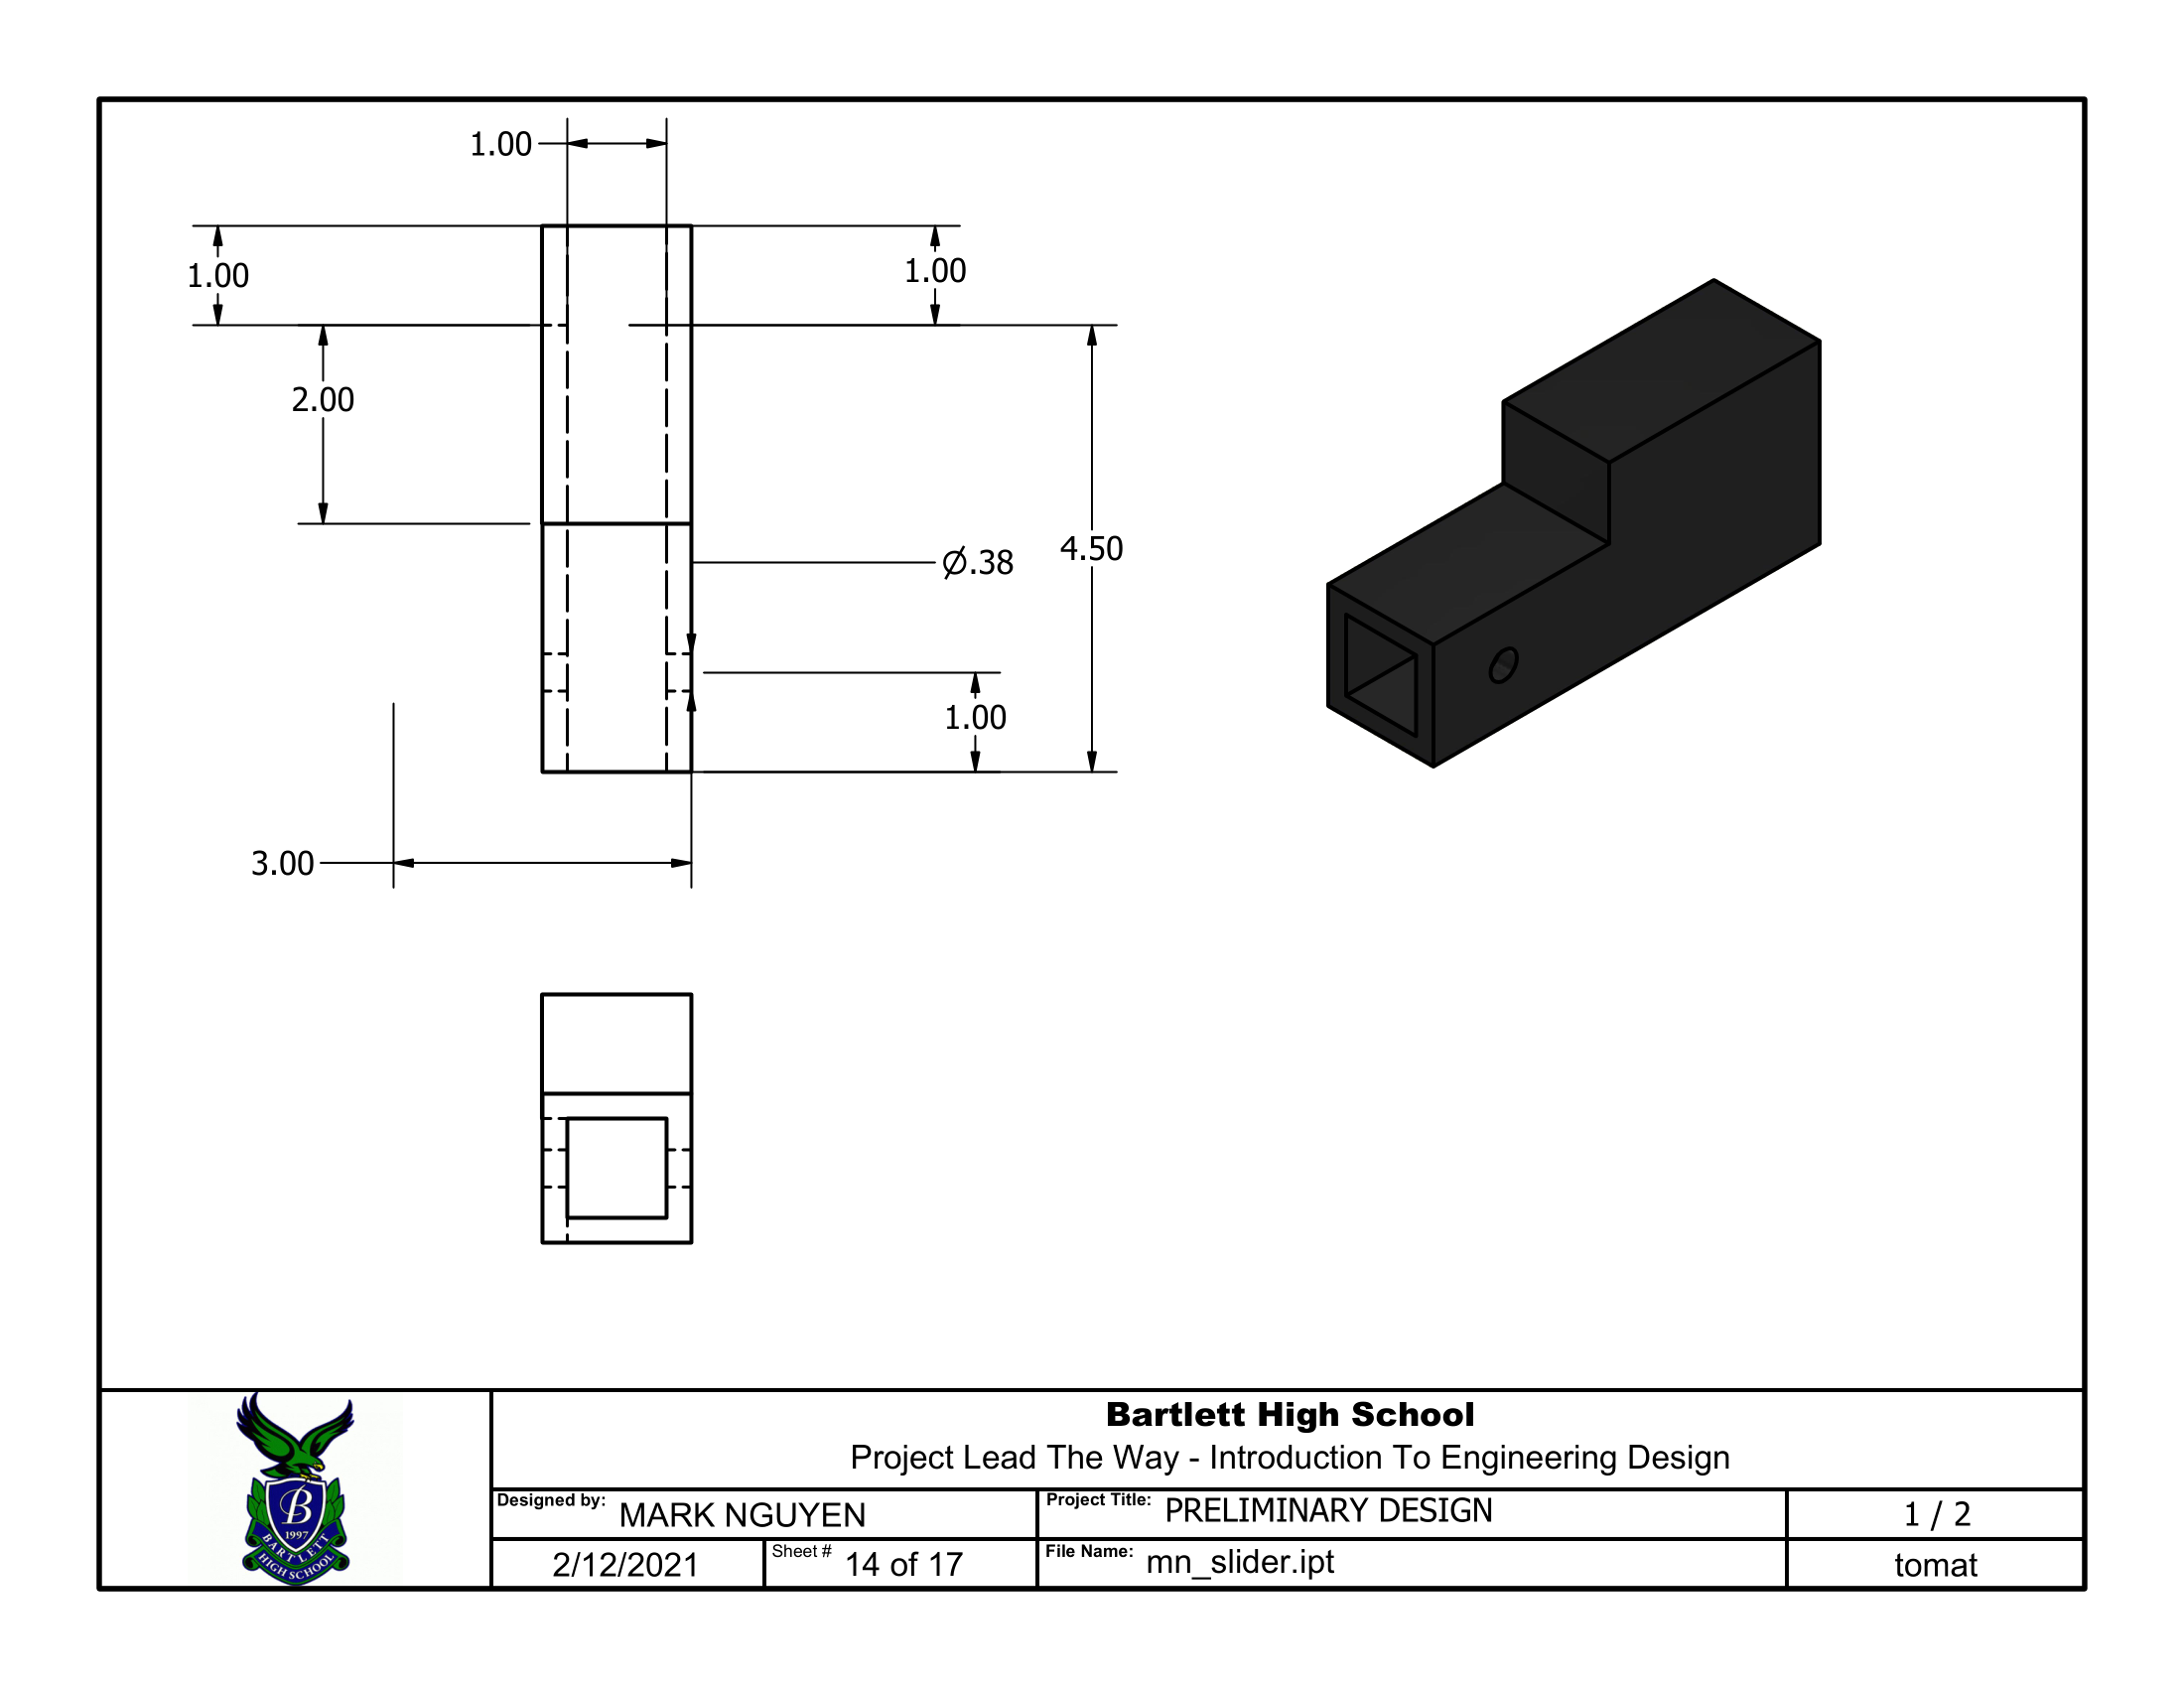 1.00
1.00
1.00
2.00
4.50
Ø.38
1.00
3.00
B
1997
BARTLETT
HIGH SCHOOL
Bartlett High School
Project Lead The Way - Introduction To Engineering Design
Designed by: MARK NGUYEN
Project Title: PRELIMINARY DESIGN
1 / 2
2/12/2021
Sheet # 14 of 17
File Name: mn_slider.ipt
tomat